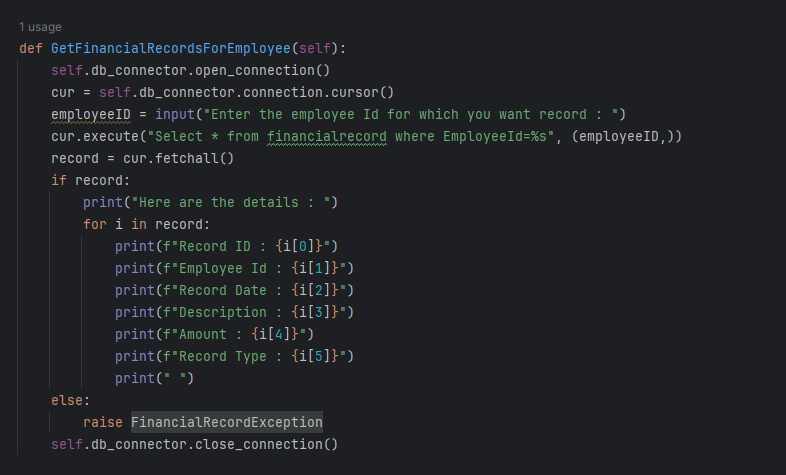 1 usage
def GetFinancialRecordsForEmployee(self):
    self.db_connector.open_connection()
    cur = self.db_connector.connection.cursor()
    employeeID = input("Enter the employee Id for which you want record : ")
    cur.execute("Select * from financialrecord where EmployeeId=%s", (employeeID,))
    record = cur.fetchall()
    if record:
        print("Here are the details : ")
        for i in record:
            print(f"Record ID : {i[0]}")
            print(f"Employee Id : {i[1]}")
            print(f"Record Date : {i[2]}")
            print(f"Description : {i[3]}")
            print(f"Amount : {i[4]}")
            print(f"Record Type : {i[5]}")
            print(" ")
    else:
        raise FinancialRecordException
    self.db_connector.close_connection()